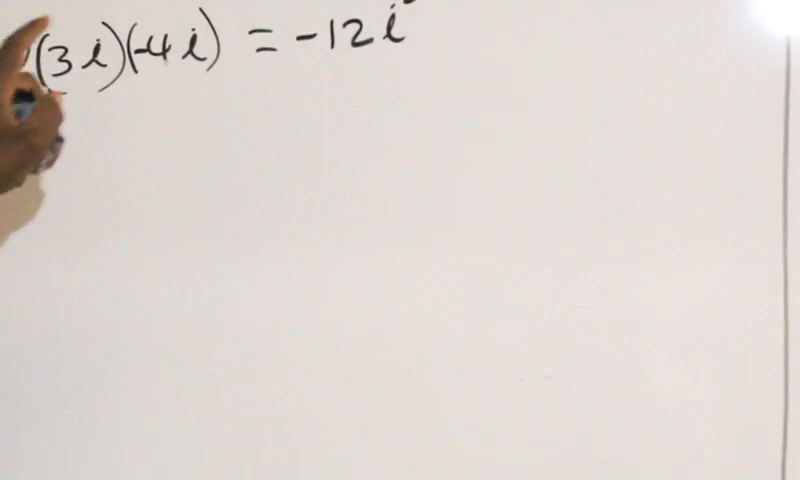 (3i)(-4i) = -12i